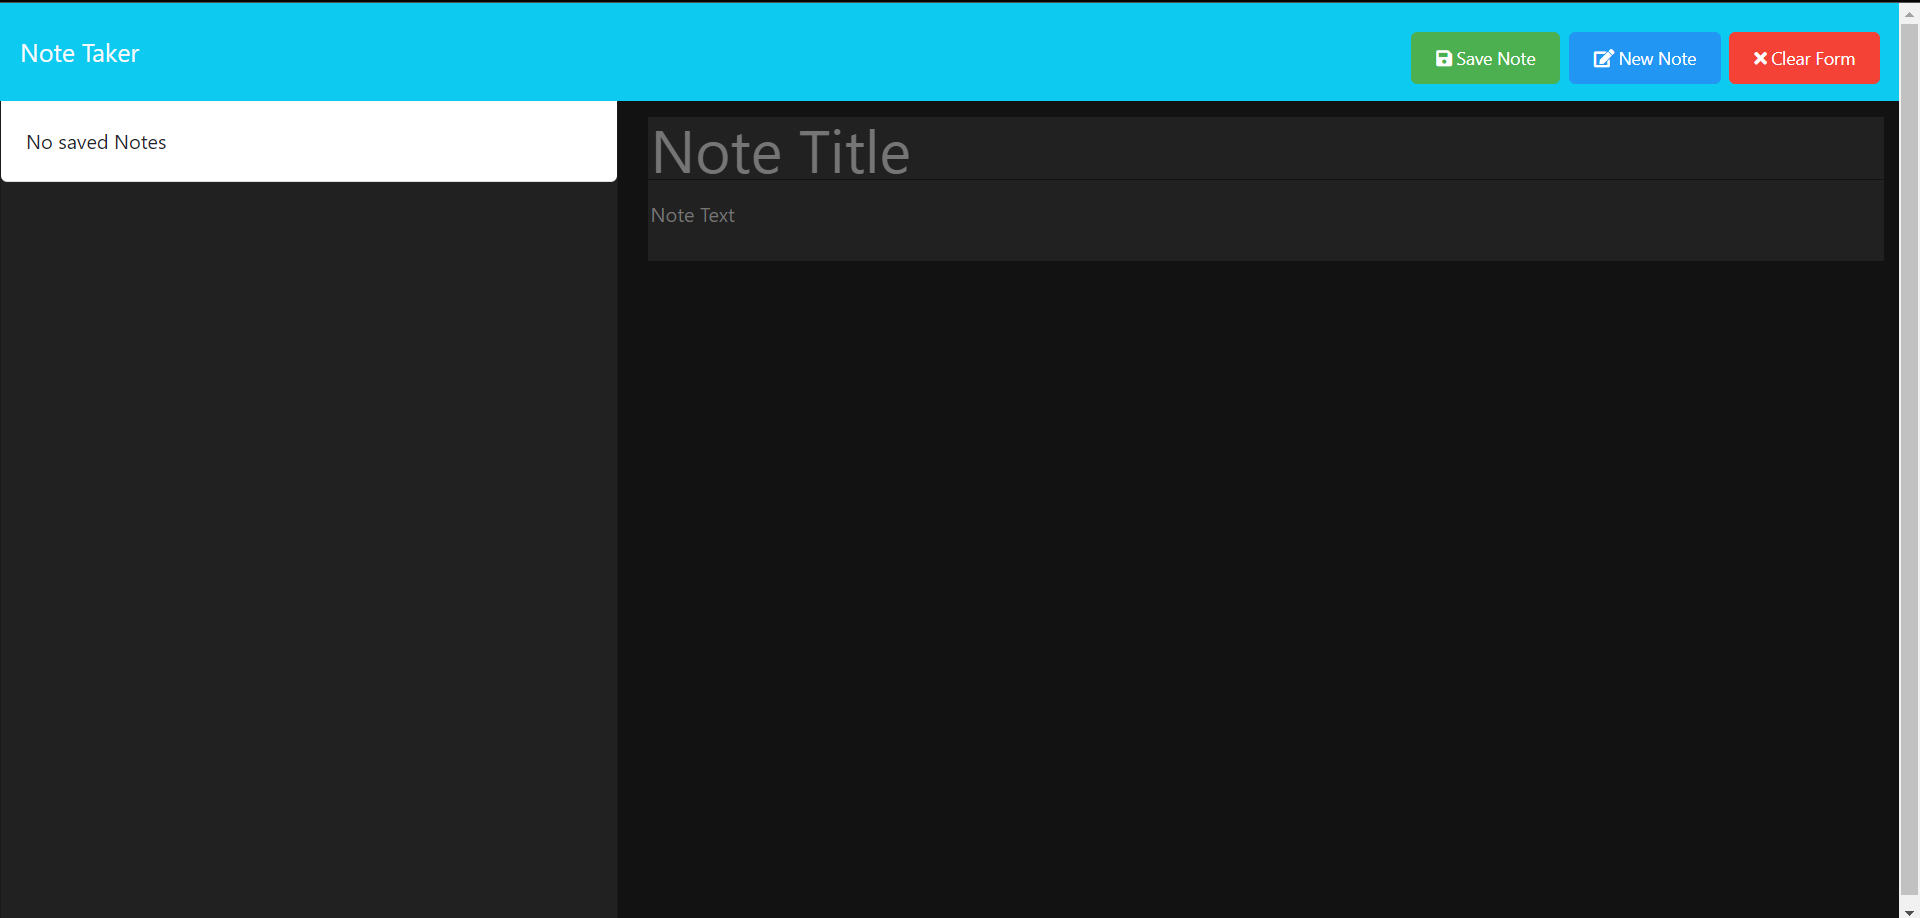 Note Taker
Save Note
New Note
Clear Form
No saved Notes
Note Title
Note Text